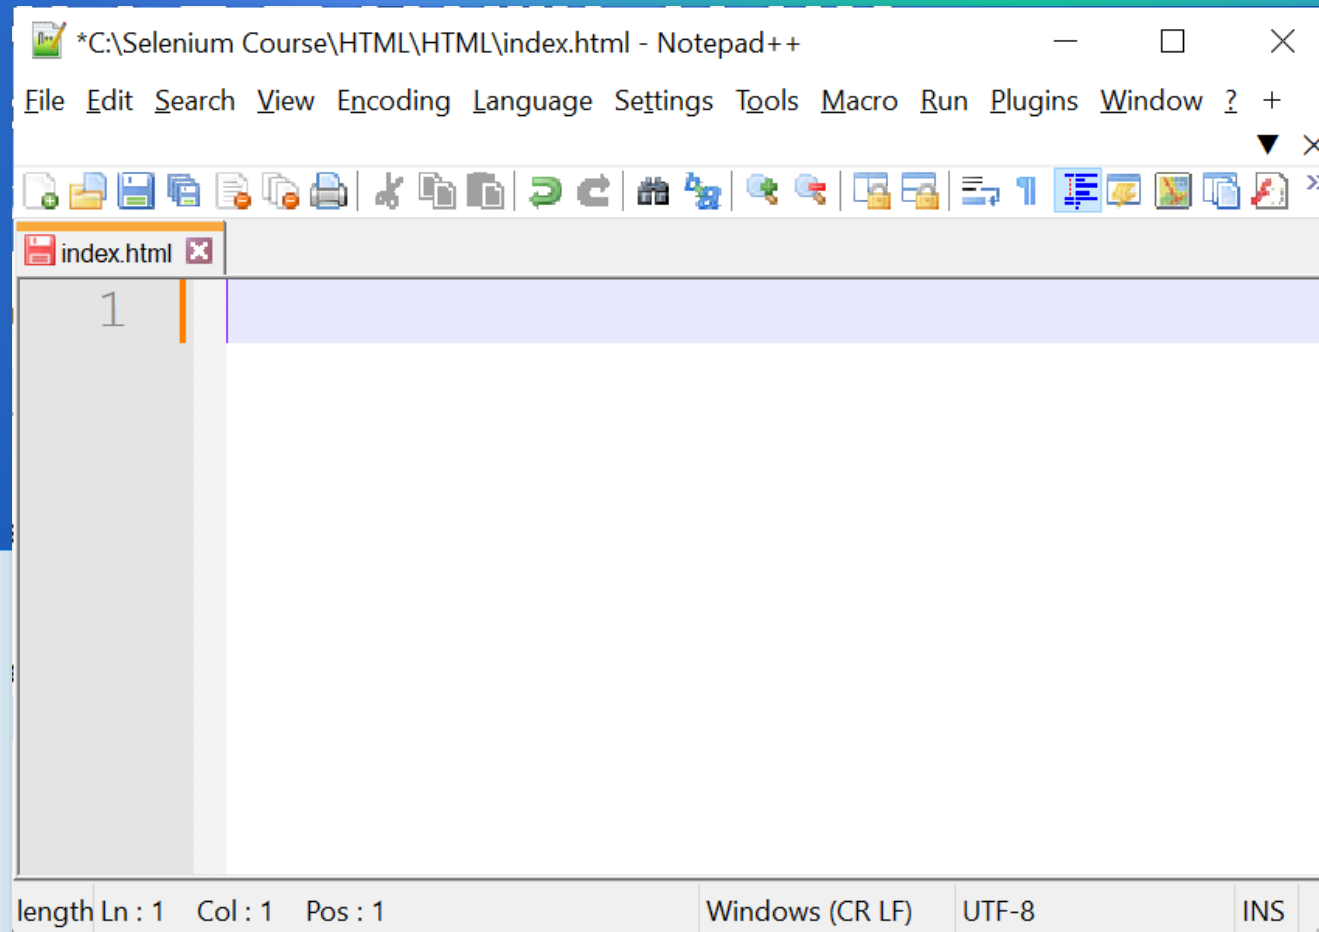 *C:\Selenium Course\HTML\HTML\index.html - Notepad++
File Edit Search View Encoding Language Settings Tools Macro Run Plugins Window ? +
index.html
1
length Ln : 1 Col : 1 Pos : 1 Windows (CR LF) UTF-8 INS